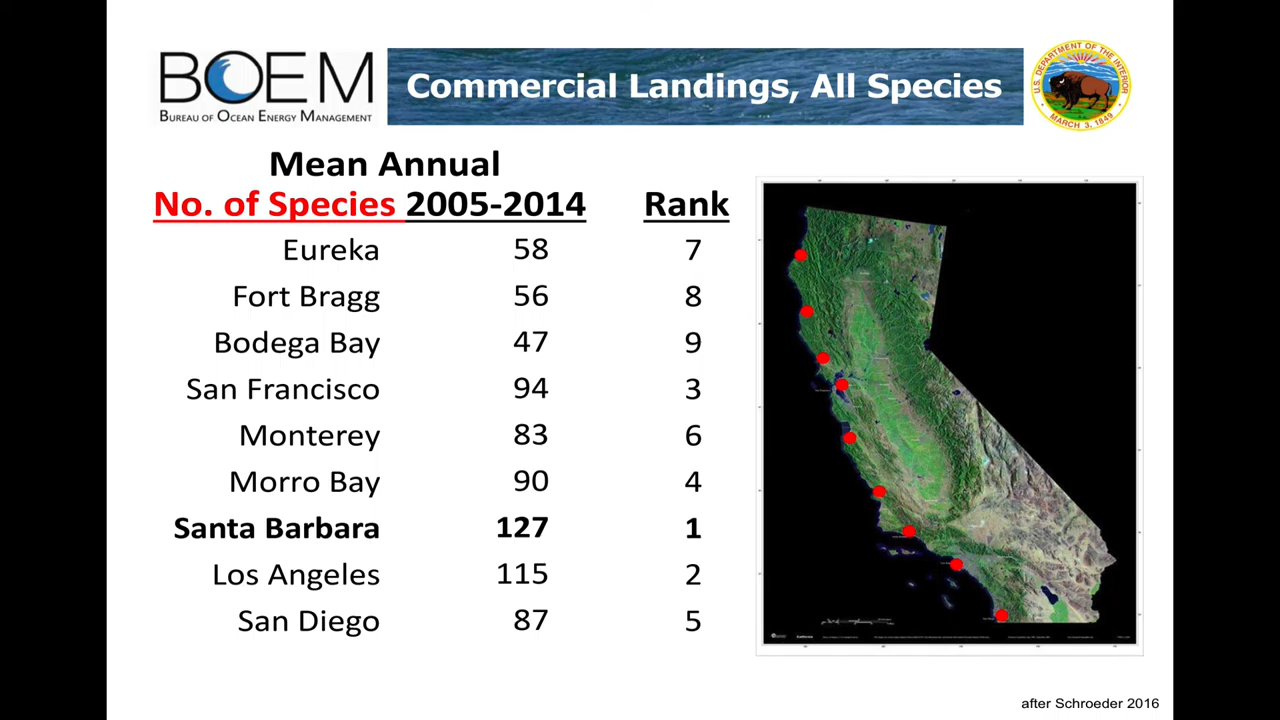 BOEM
BUREAU OF OCEAN ENERGY MANAGEMENT
Commercial Landings, All Species
U.S. DEPARTMENT OF THE INTERIOR
MARCH 3, 1849
Mean Annual
No. of Species 2005-2014 Rank
Eureka 58 7
Fort Bragg 56 8
Bodega Bay 47 9
San Francisco 94 3
Monterey 83 6
Morro Bay 90 4
Santa Barbara 127 1
Los Angeles 115 2
San Diego 87 5
California
after Schroeder 2016